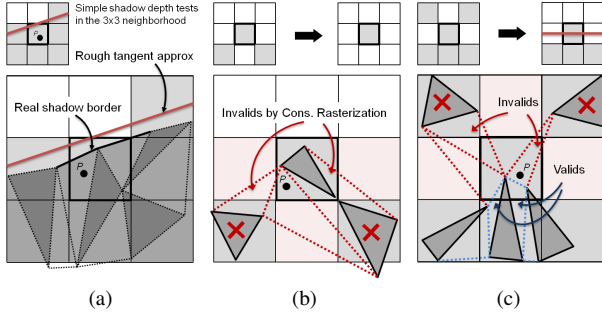 Simple shadow depth tests
in the 3x3 neighborhood
P
Rough tangent approx
Real shadow border
P
Invalids by Cons. Rasterization
P
Invalids
P
Valids
(a)
(b)
(c)